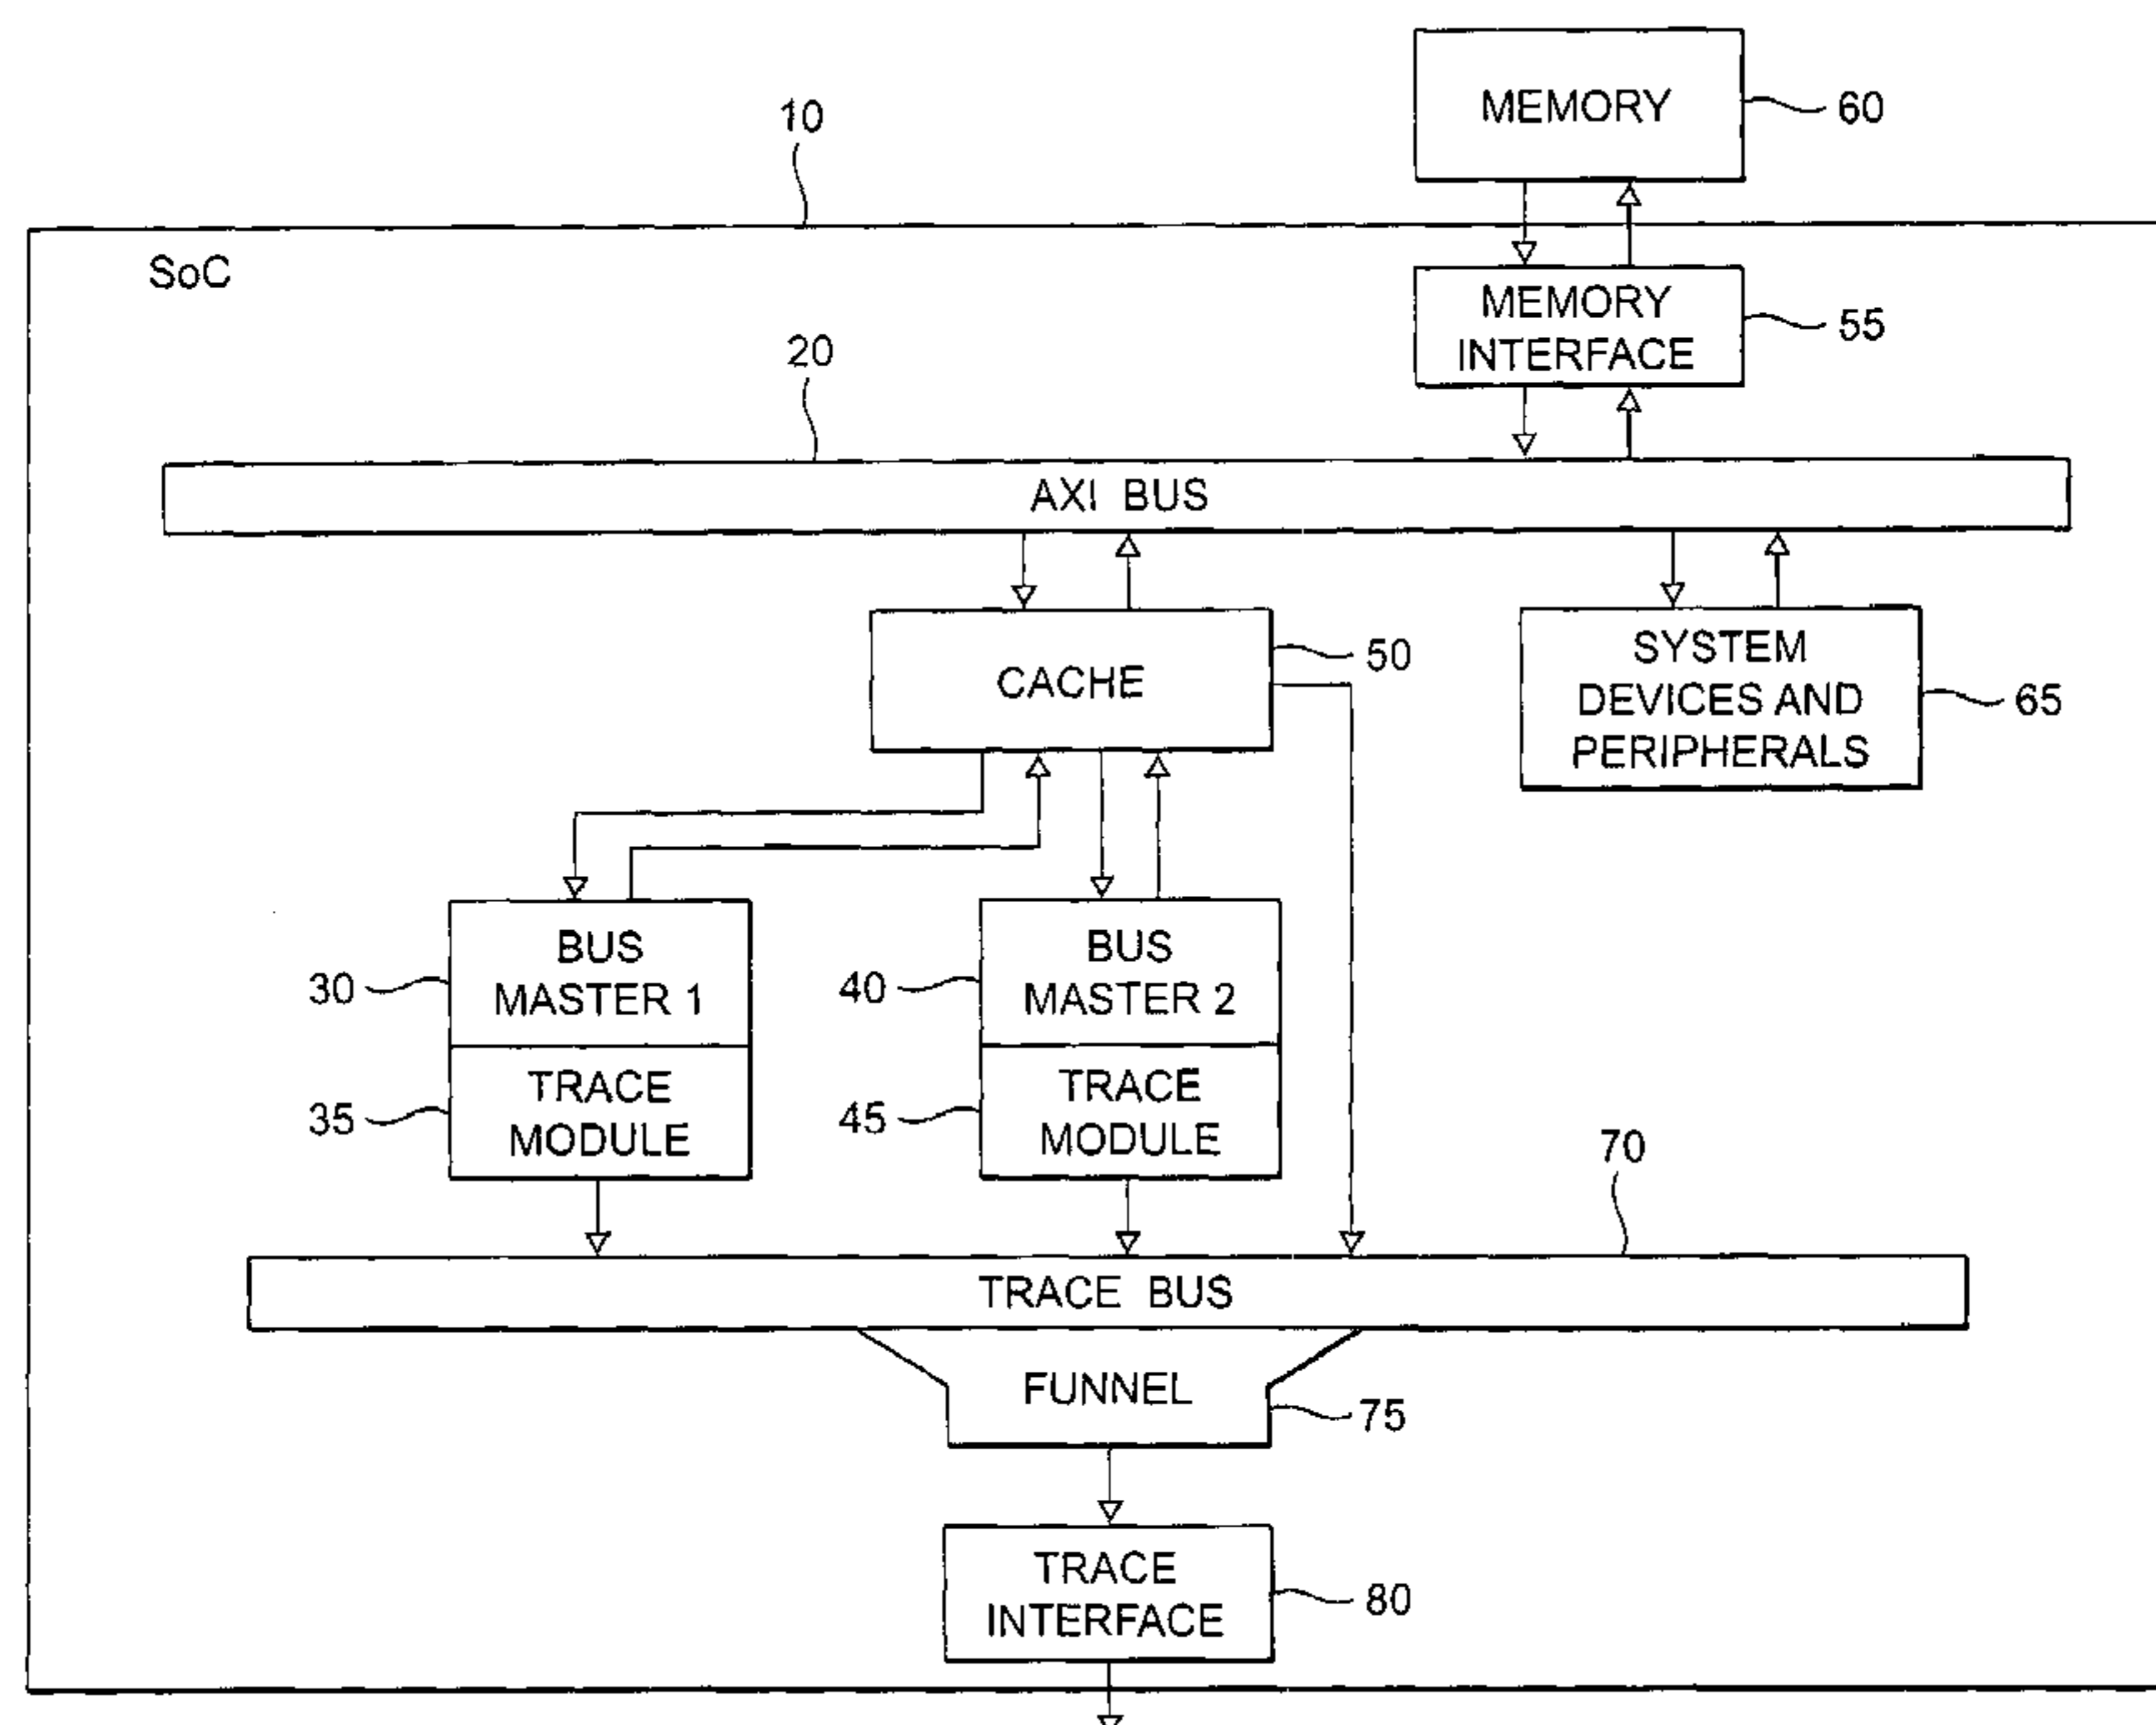 MEMORY
60
10
SoC
MEMORY
INTERFACE
55
20
AXI BUS
CACHE
50
SYSTEM
DEVICES AND
PERIPHERALS
65
BUS
MASTER 1
30
BUS
MASTER 2
40
TRACE
MODULE
35
TRACE
MODULE
45
70
TRACE BUS
FUNNEL
75
TRACE
INTERFACE
80